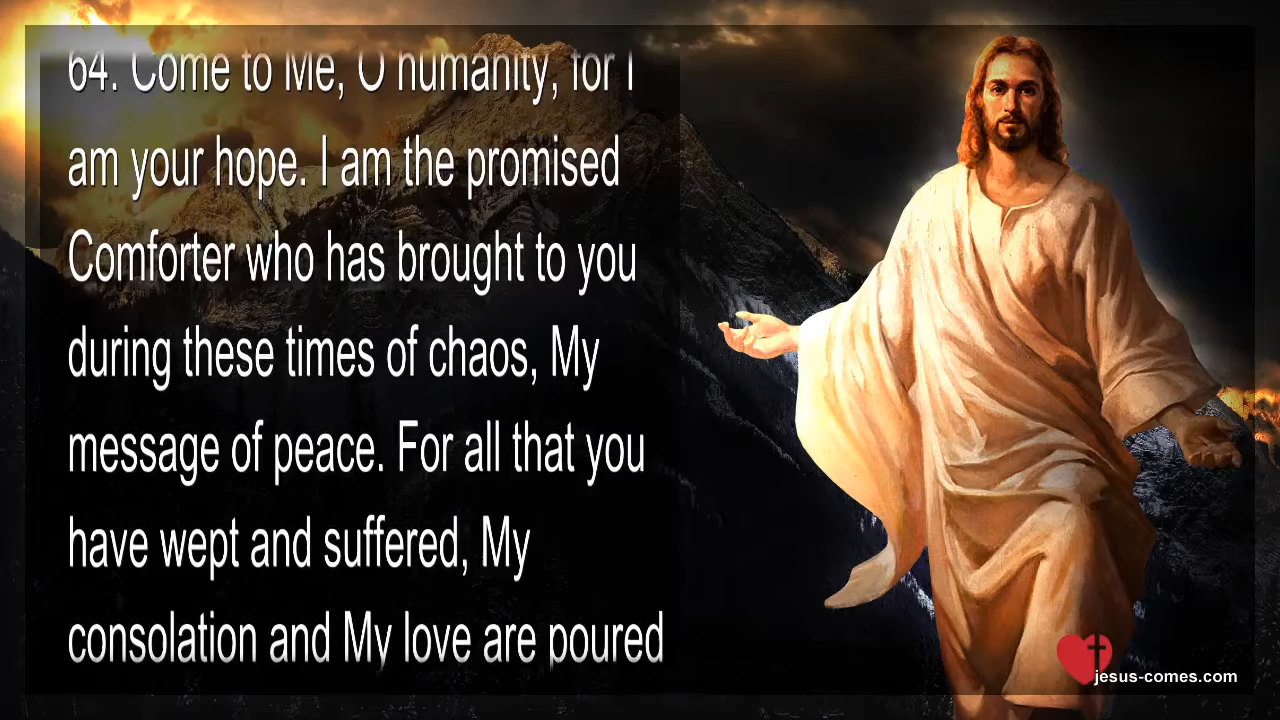 64. Come to Me, O humanity, for I
am your hope. I am the promised
Comforter who has brought to you
during these times of chaos, My
message of peace. For all that you
have wept and suffered, My
consolation and My love are poured
jesus-comes.com